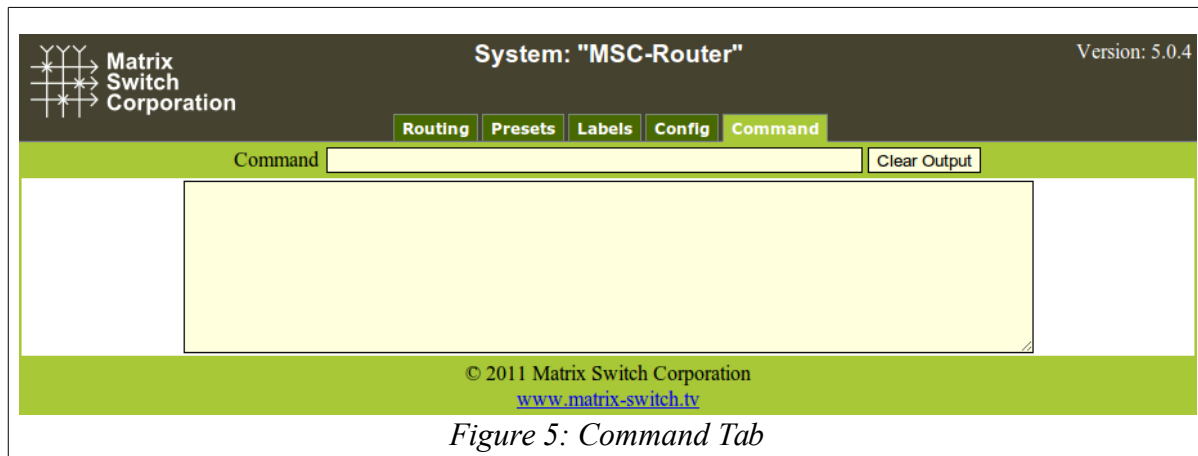 Matrix
Switch
Corporation
System: "MSC-Router"
Version: 5.0.4
Routing Presets Labels Config Command
Command Clear Output
© 2011 Matrix Switch Corporation
www.matrix-switch.tv
Figure 5: Command Tab